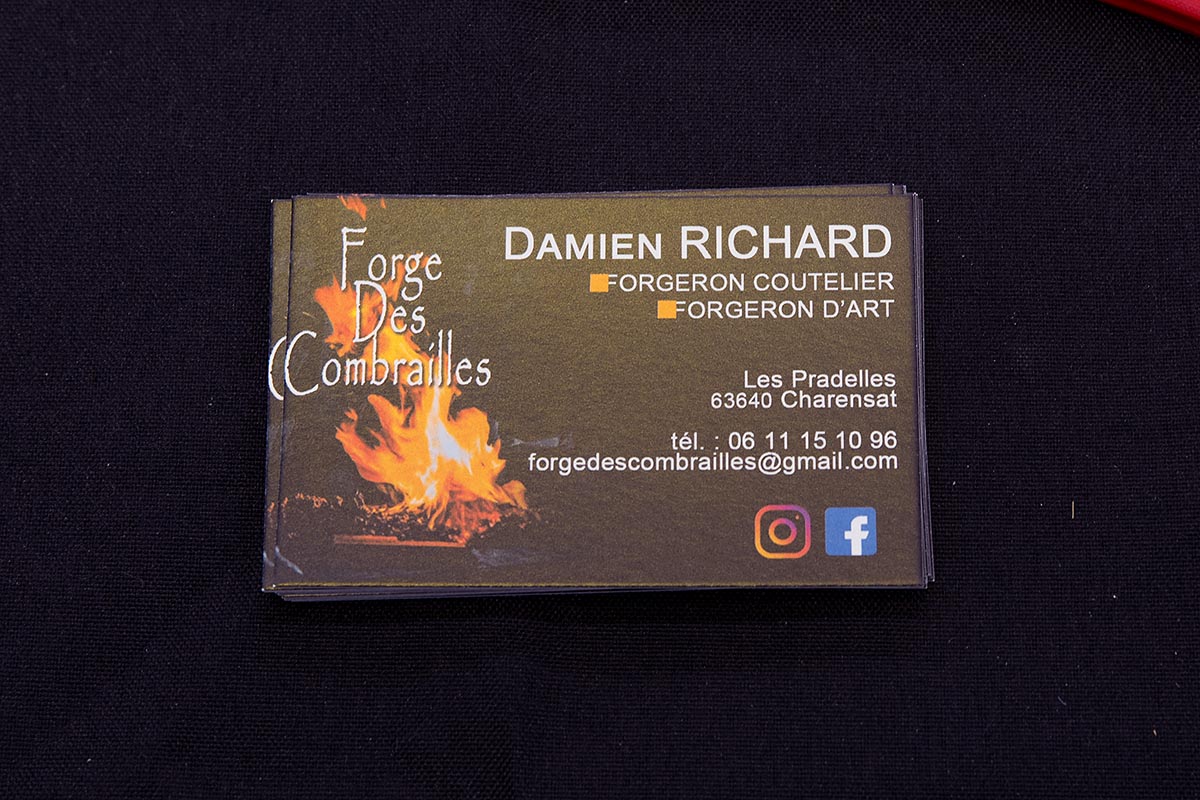 Forge
Des
Combrailles
DAMIEN RICHARD
FORGERON COUTELIER
FORGERON D'ART
Les Pradelles
63640 Charensat
tél. : 06 11 15 10 96
forgedescombrailles@gmail.com